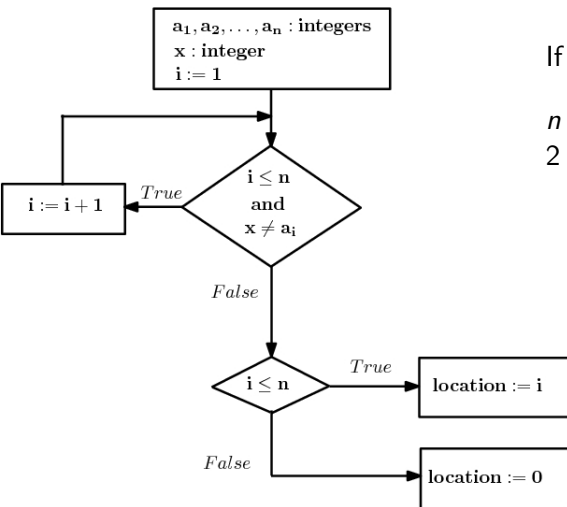 a₁, a₂, . . . , aₙ : integers
x : integer
i := 1
If
n
2
i ≤ n
and
x ≠ aᵢ
True
i := i + 1
False
i ≤ n
True
location := i
False
location := 0